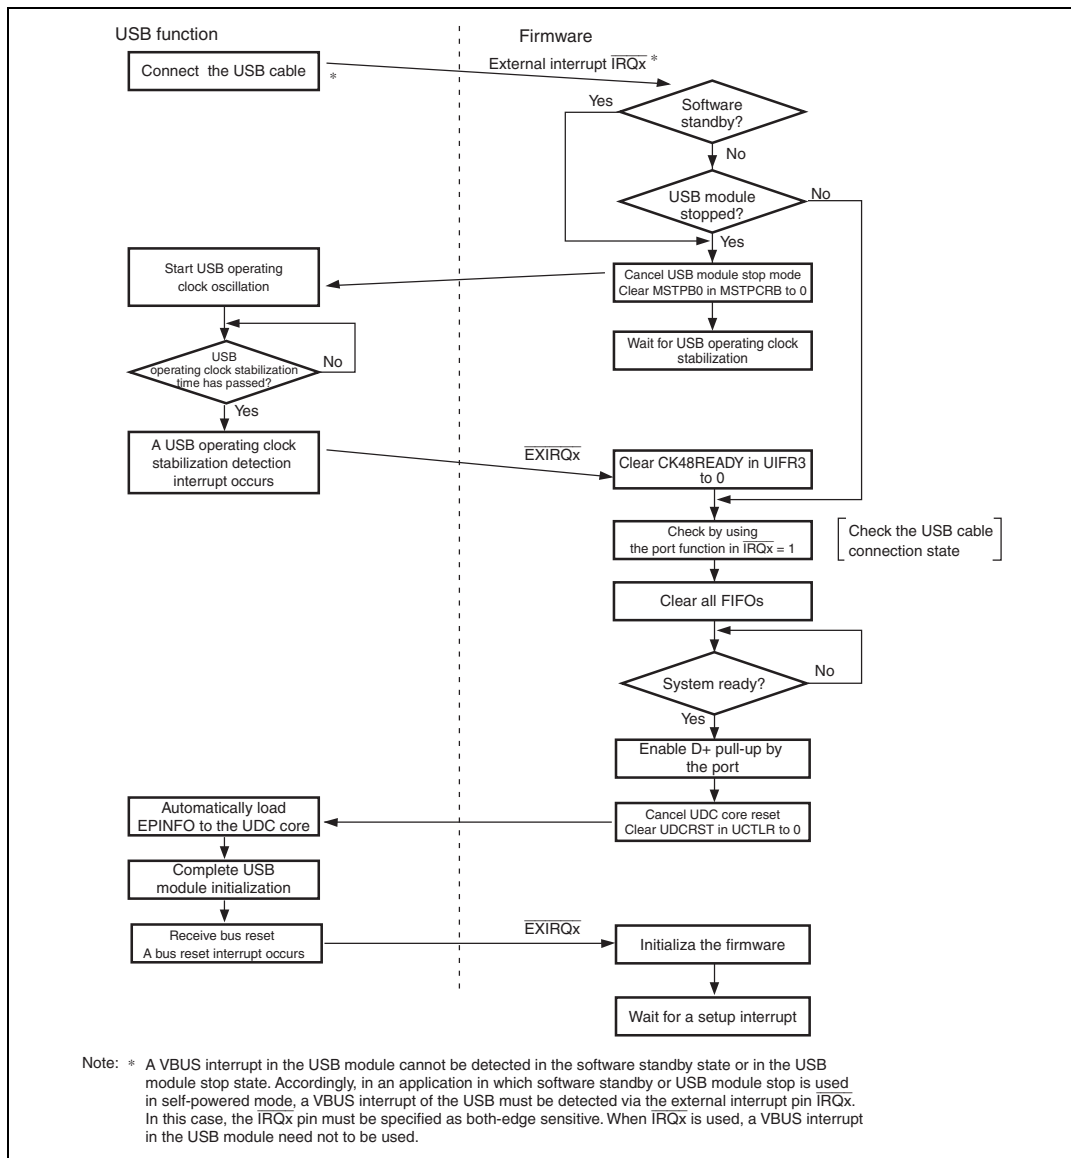 USB function
Firmware
Connect the USB cable
*
External interrupt IRQx *
Software
standby?
Yes
No
USB module
stopped?
No
Yes
Start USB operating
clock oscillation
Cancel USB module stop mode
Clear MSTPB0 in MSTPCRB to 0
Wait for USB operating clock
stabilization
USB
operating clock stabilization
time has passed?
No
Yes
A USB operating clock
stabilization detection
interrupt occurs
EXIRQx
Clear CK48READY in UIFR3
to 0
Check by using
the port function in IRQx = 1
Check the USB cable
connection state
Clear all FIFOs
System ready?
No
Yes
Enable D+ pull-up by
the port
Cancel UDC core reset
Clear UDCRST in UCTLR to 0
Automatically load
EPINFO to the UDC core
Complete USB
module initialization
Receive bus reset
A bus reset interrupt occurs
EXIRQx
Initializa the firmware
Wait for a setup interrupt
Note: * A VBUS interrupt in the USB module cannot be detected in the software standby state or in the USB
module stop state. Accordingly, in an application in which software standby or USB module stop is used
in self-powered mode, a VBUS interrupt of the USB must be detected via the external interrupt pin IRQx.
In this case, the IRQx pin must be specified as both-edge sensitive. When IRQx is used, a VBUS interrupt
in the USB module need not to be used.